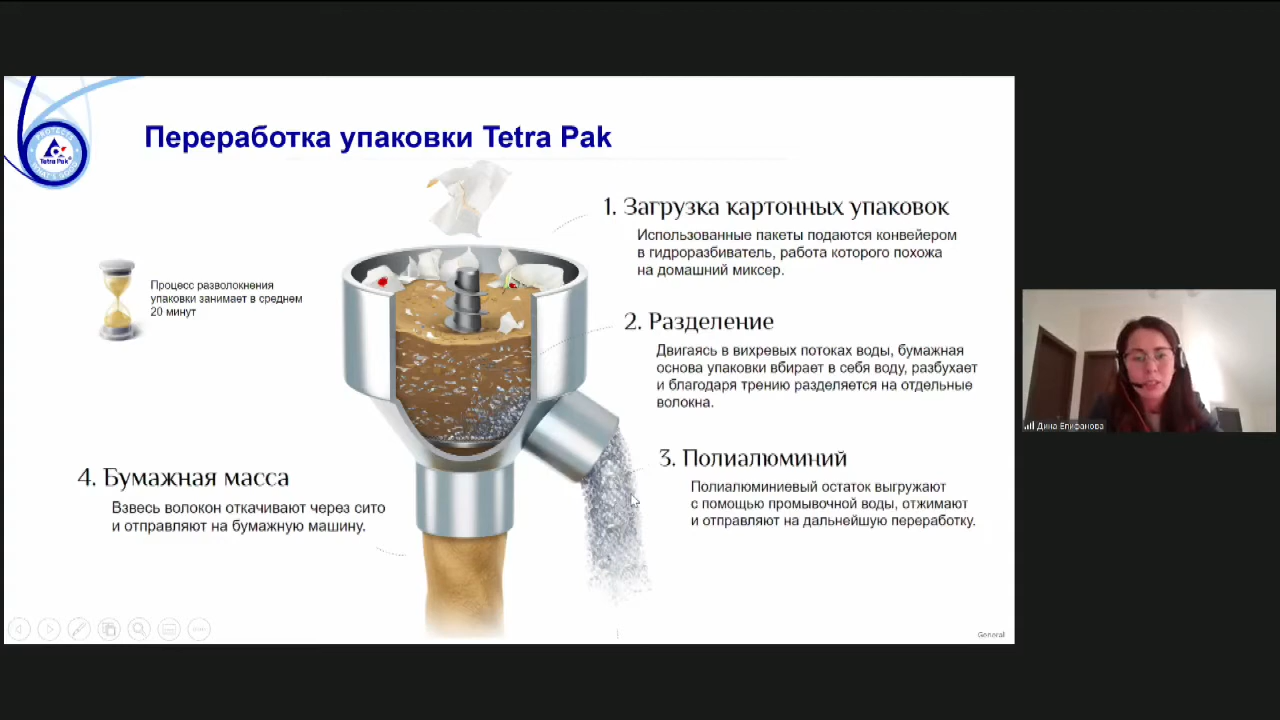 Переработка упаковки Tetra Pak
PROTECTS
Tetra Pak
WHAT'S GOOD
1. Загрузка картонных упаковок
Использованные пакеты подаются конвейером
в гидроразбиватель, работа которого похожа
на домашний миксер.
Процесс разволокнения
упаковки занимает в среднем
20 минут
2. Разделение
Двигаясь в вихревых потоках воды, бумажная
основа упаковки вбирает в себя воду, разбухает
и благодаря трению разделяется на отдельные
волокна.
3. Полиалюминий
Полиалюминиевый остаток выгружают
с помощью промывочной воды, отжимают
и отправляют на дальнейшую переработку.
4. Бумажная масса
Взвесь волокон откачивают через сито
и отправляют на бумажную машину.
General
Дина Епифанова